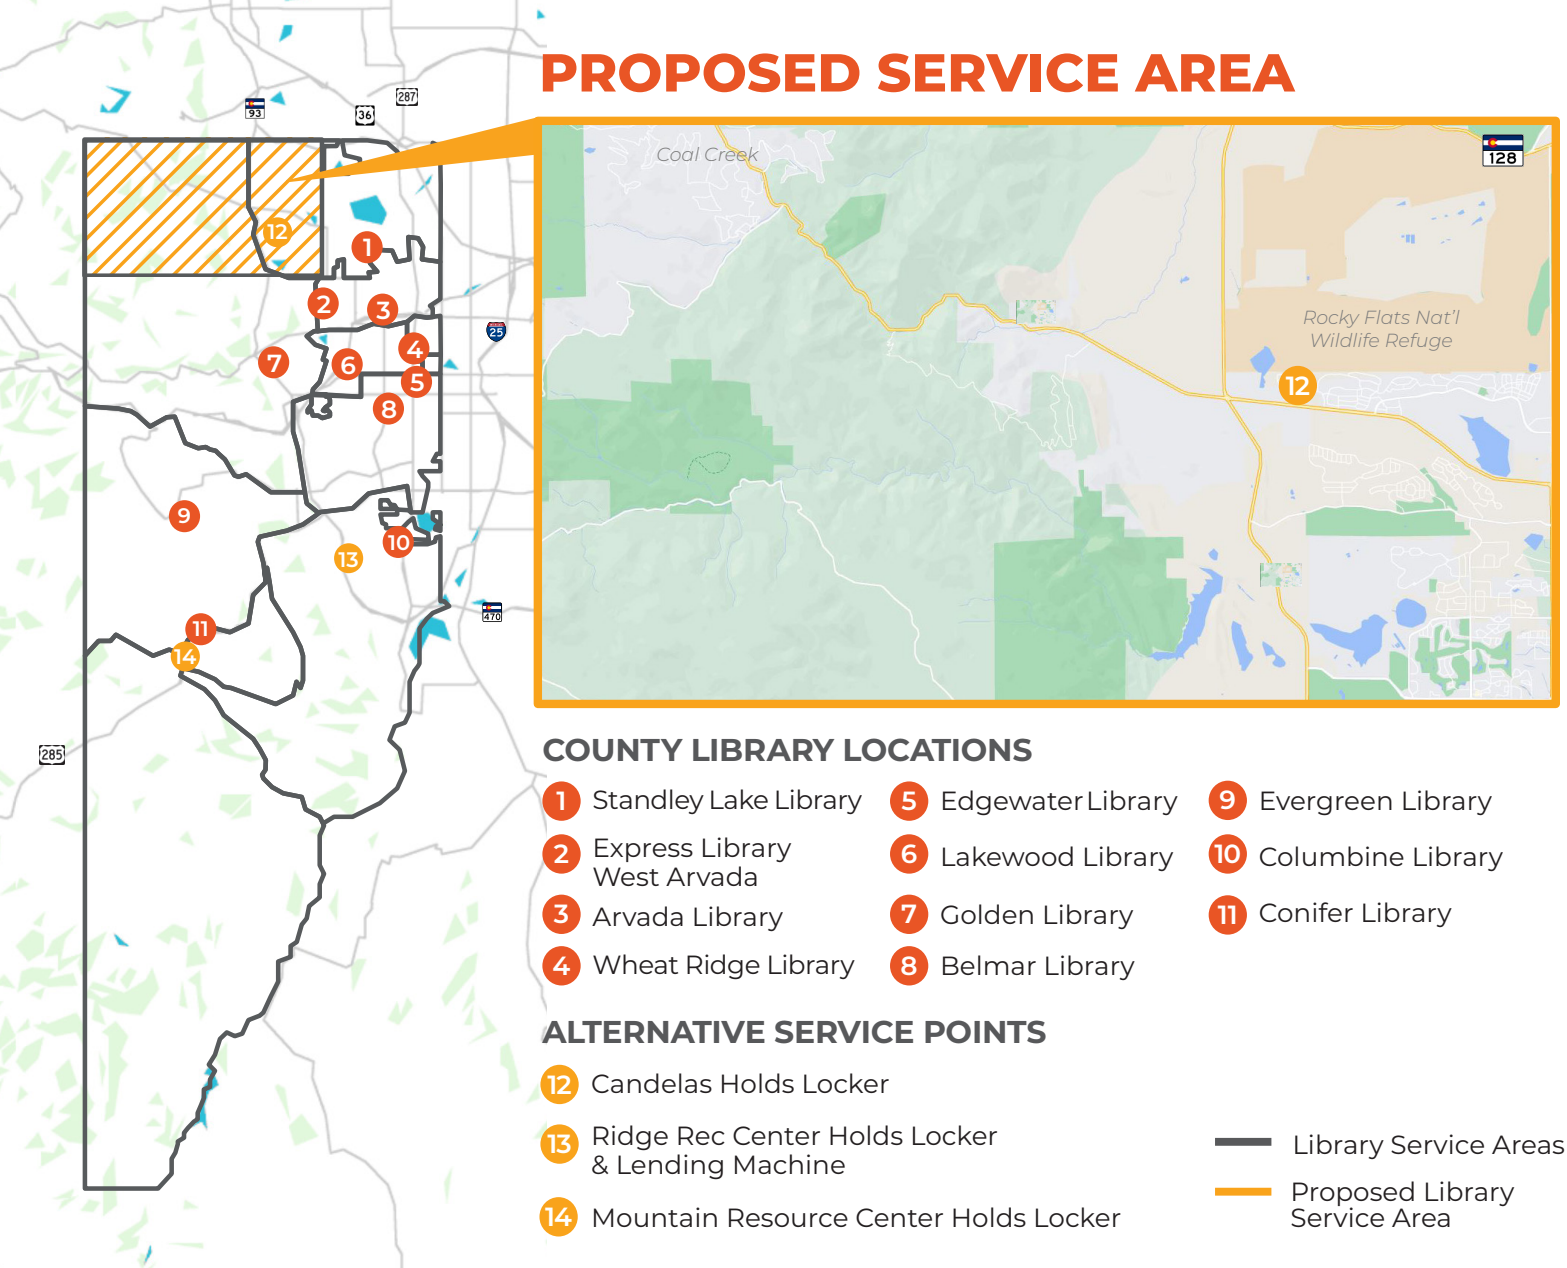 PROPOSED SERVICE AREA
287
93
36
Coal Creek
128
12
1
2
3
Rocky Flats Nat'l
Wildlife Refuge
25
4
7
6
5
12
8
9
10
13
470
11
14
285
COUNTY LIBRARY LOCATIONS
1 Standley Lake Library
2 Express Library
West Arvada
3 Arvada Library
4 Wheat Ridge Library
5 Edgewater Library
6 Lakewood Library
7 Golden Library
8 Belmar Library
9 Evergreen Library
10 Columbine Library
11 Conifer Library
ALTERNATIVE SERVICE POINTS
12 Candelas Holds Locker
13 Ridge Rec Center Holds Locker
& Lending Machine
14 Mountain Resource Center Holds Locker
Library Service Areas
Proposed Library
Service Area